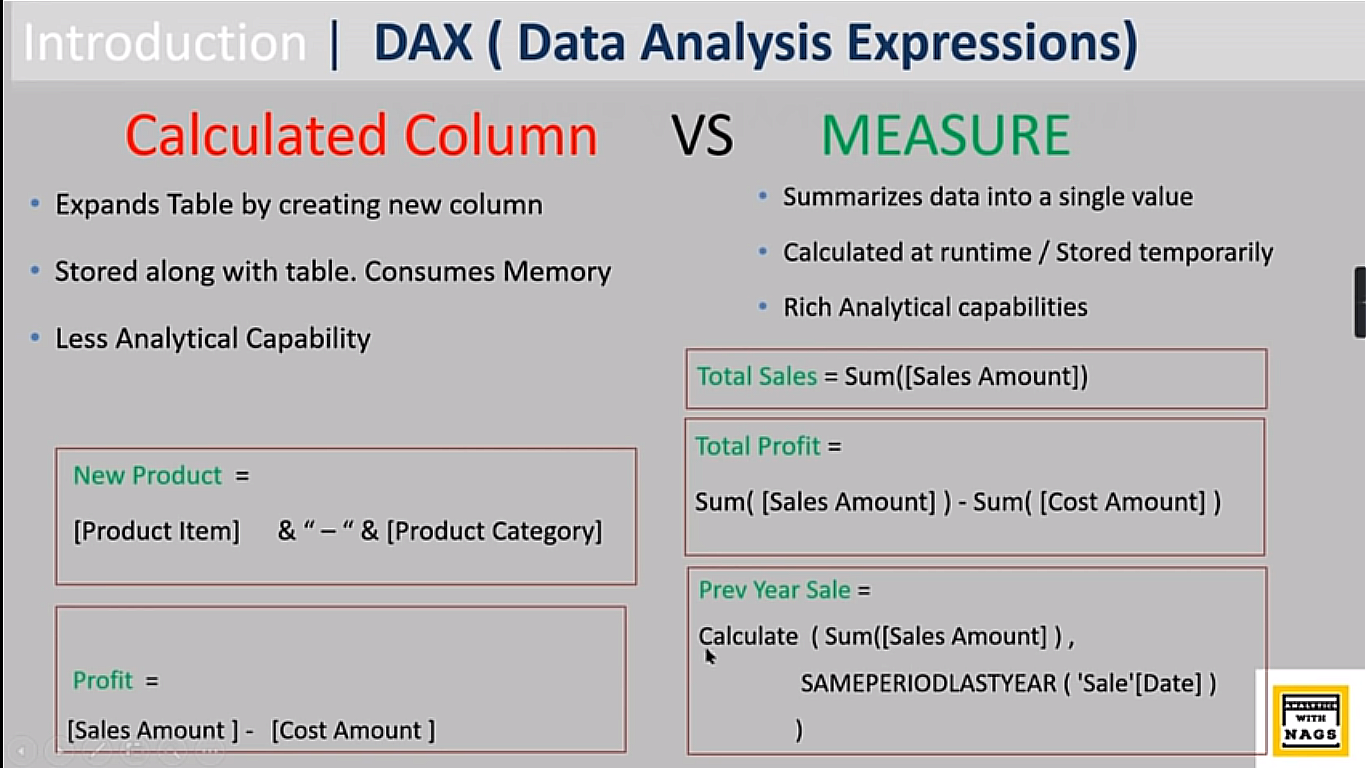 Introduction | DAX ( Data Analysis Expressions)
Calculated Column VS MEASURE
• Expands Table by creating new column
• Stored along with table. Consumes Memory
• Less Analytical Capability
New Product =
[Product Item] & “ – “ & [Product Category]
Profit =
[Sales Amount ] - [Cost Amount ]
• Summarizes data into a single value
• Calculated at runtime / Stored temporarily
• Rich Analytical capabilities
Total Sales = Sum([Sales Amount])
Total Profit =
Sum( [Sales Amount] ) - Sum( [Cost Amount] )
Prev Year Sale =
Calculate ( Sum([Sales Amount] ) ,
SAMEPERIODLASTYEAR ( 'Sale'[Date] )
)
ANALYTICS
WITH
NAGS